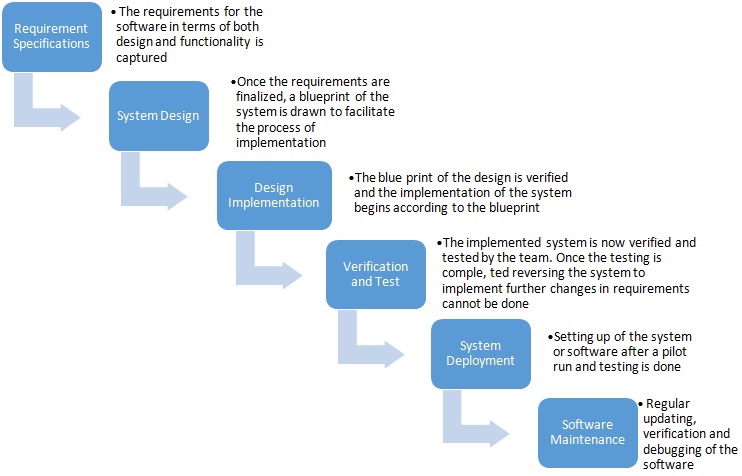 Requirement
Specifications
• The requirements for the
software in terms of both
design and functionality is
captured
System Design
•Once the requirements are
finalized, a blueprint of the
system is drawn to facilitate
the process of
implementation
Design
Implementation
•The blue print of the design is verified
and the implementation of the system
begins according to the blueprint
Verification
and Test
•The implemented system is now verified and
tested by the team. Once the testing is
comple, ted reversing the system to
implement further changes in requirements
cannot be done
System
Deployment
•Setting up of the system
or software after a pilot
run and testing is done
Software
Maintenance
• Regular
updating,
verification and
debugging of the
software